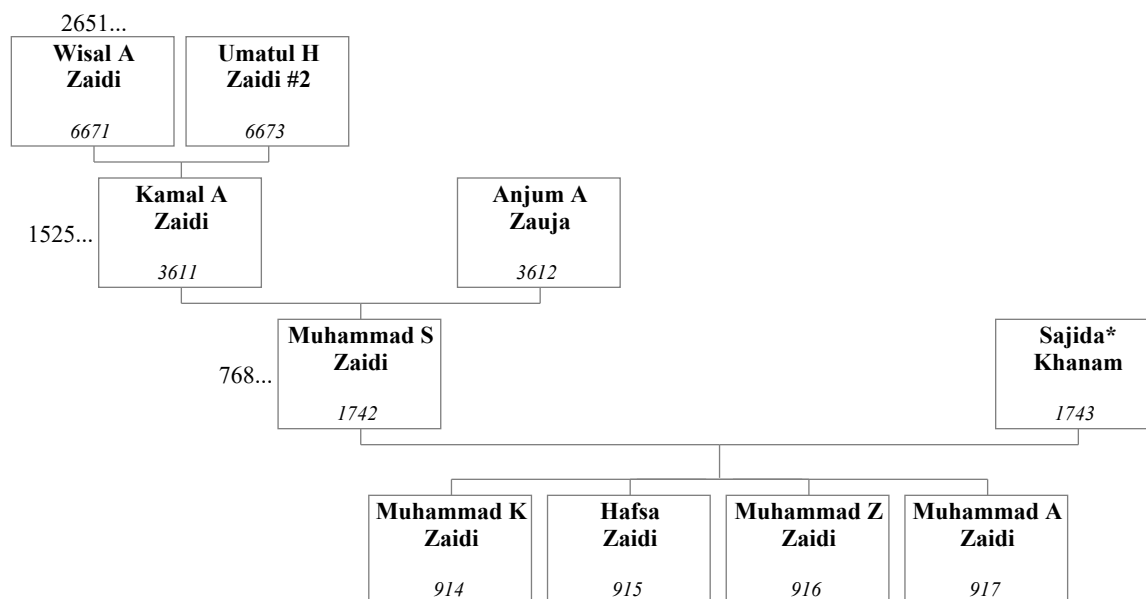 2651...
Wisal A
Zaidi
6671
Umatul H
Zaidi #2
6673
1525...
Kamal A
Zaidi
3611
Anjum A
Zauja
3612
768...
Muhammad S
Zaidi
1742
Sajida*
Khanam
1743
Muhammad K
Zaidi
914
Hafsa
Zaidi
915
Muhammad Z
Zaidi
916
Muhammad A
Zaidi
917